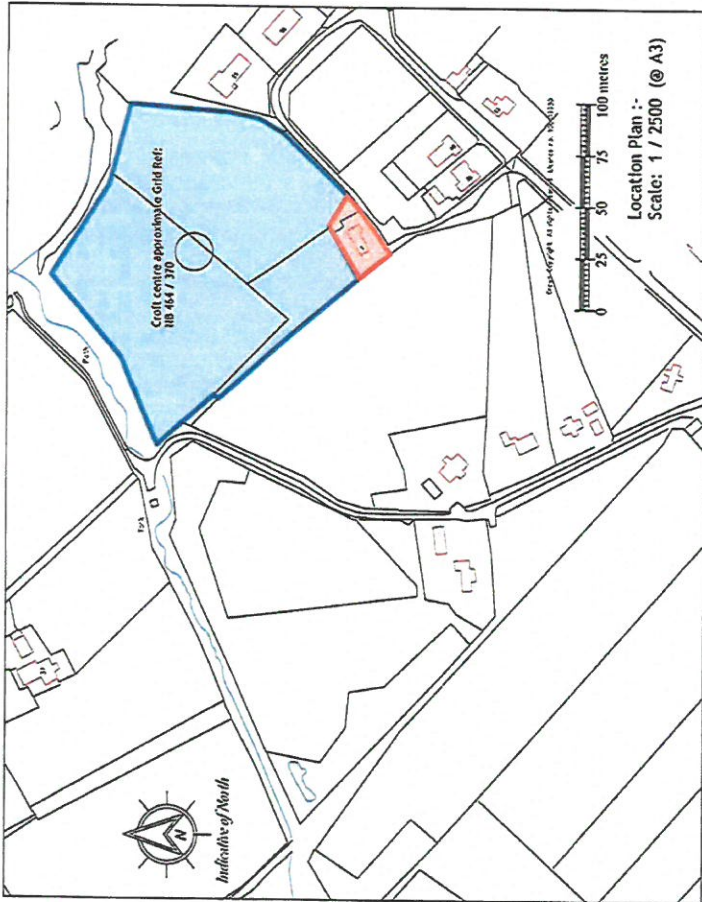 Croft centre approximate Grid Ref:
NB 464 / 370
Path
Path
N
Indicative of North
0 25 50 75 100 metres
Location Plan :-
Scale: 1 / 2500 (@ A3)